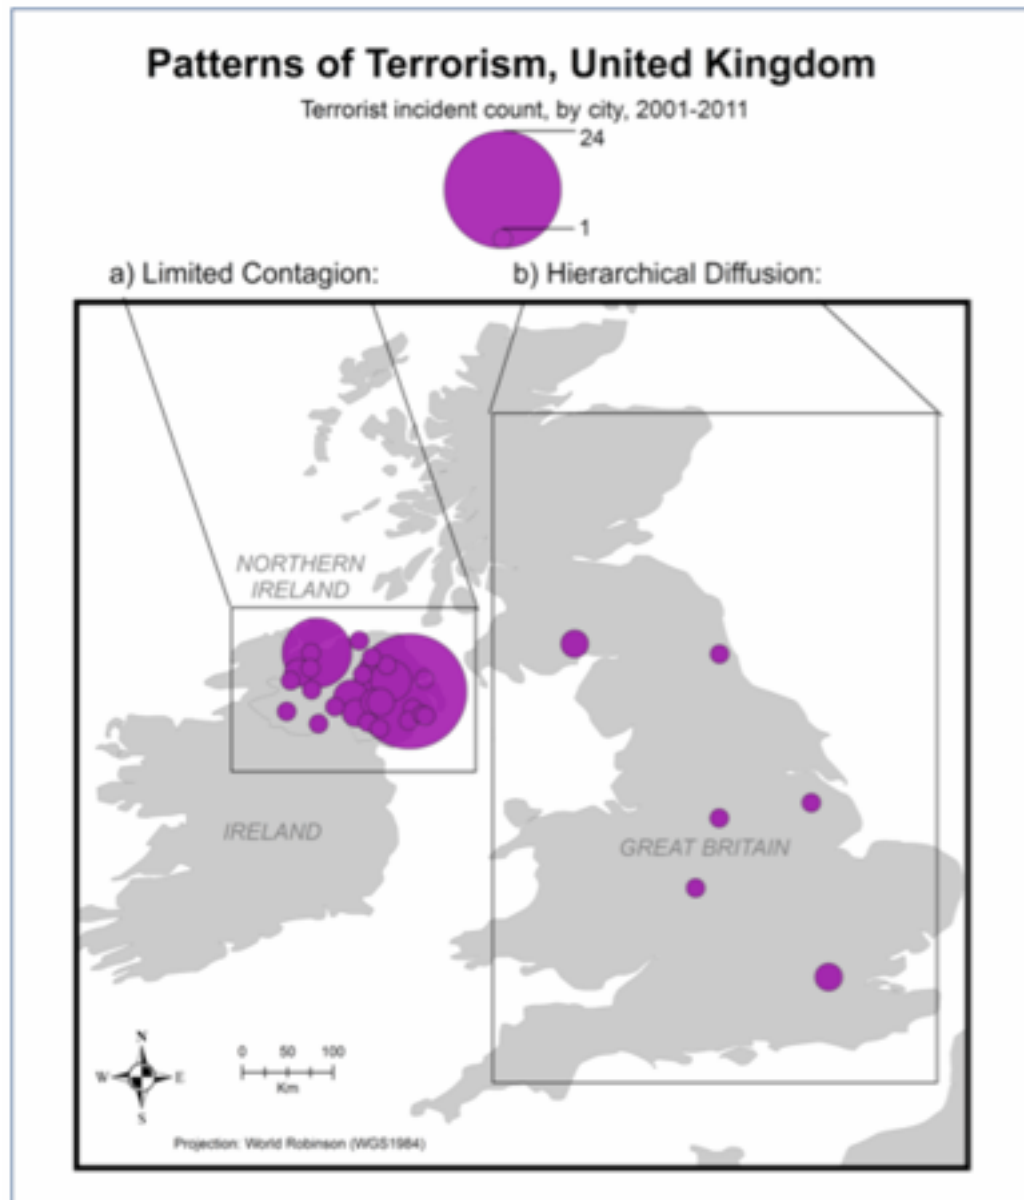 Patterns of Terrorism, United Kingdom
Terrorist incident count, by city, 2001-2011
24
1
a) Limited Contagion:
b) Hierarchical Diffusion:
NORTHERN
IRELAND
IRELAND
GREAT BRITAIN
N
W E
S
0 50 100
Km
Projection: World Robinson (WGS1984)